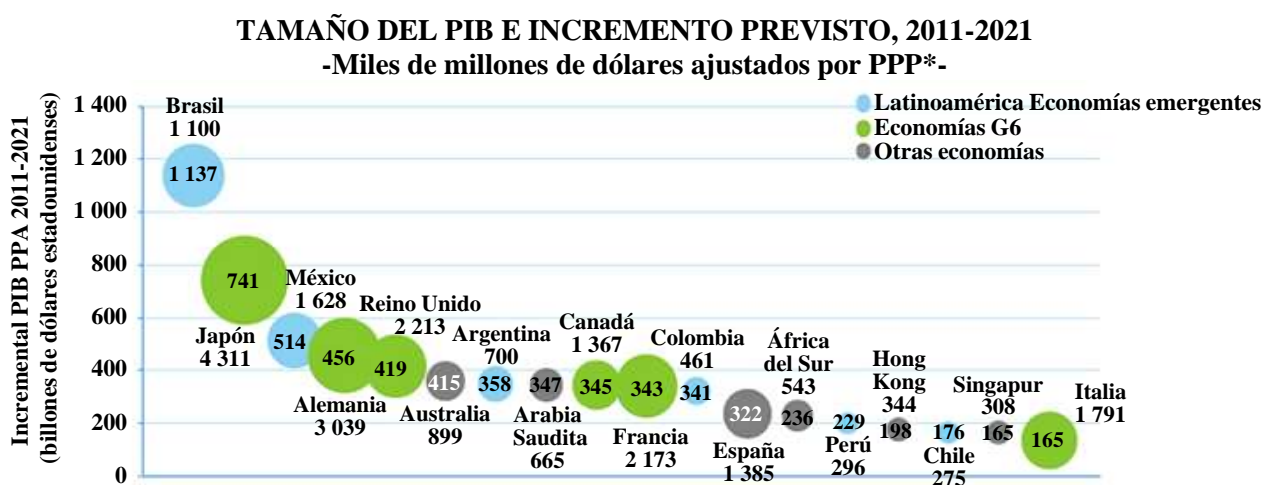 TAMAÑO DEL PIB E INCREMENTO PREVISTO, 2011-2021
-Miles de millones de dólares ajustados por PPP*-
Incremental PIB PPA 2011-2021
(billones de dólares estadounidenses)
1 400
1 200
1 000
800
600
400
200
0
Latinoamérica Economías emergentes
Economías G6
Otras economías
Brasil
1 100
1 137
741
Japón
4 311
México
1 628
514
456
Alemania
3 039
Reino Unido
2 213
419
415
Australia
899
Argentina
700
358
347
Arabia
Saudita
665
Canadá
1 367
345
343
Francia
2 173
Colombia
461
341
322
España
1 385
África
del Sur
543
236
229
Perú
296
Hong
Kong
344
198
176
Chile
275
Singapur
308
165
Italia
1 791
165